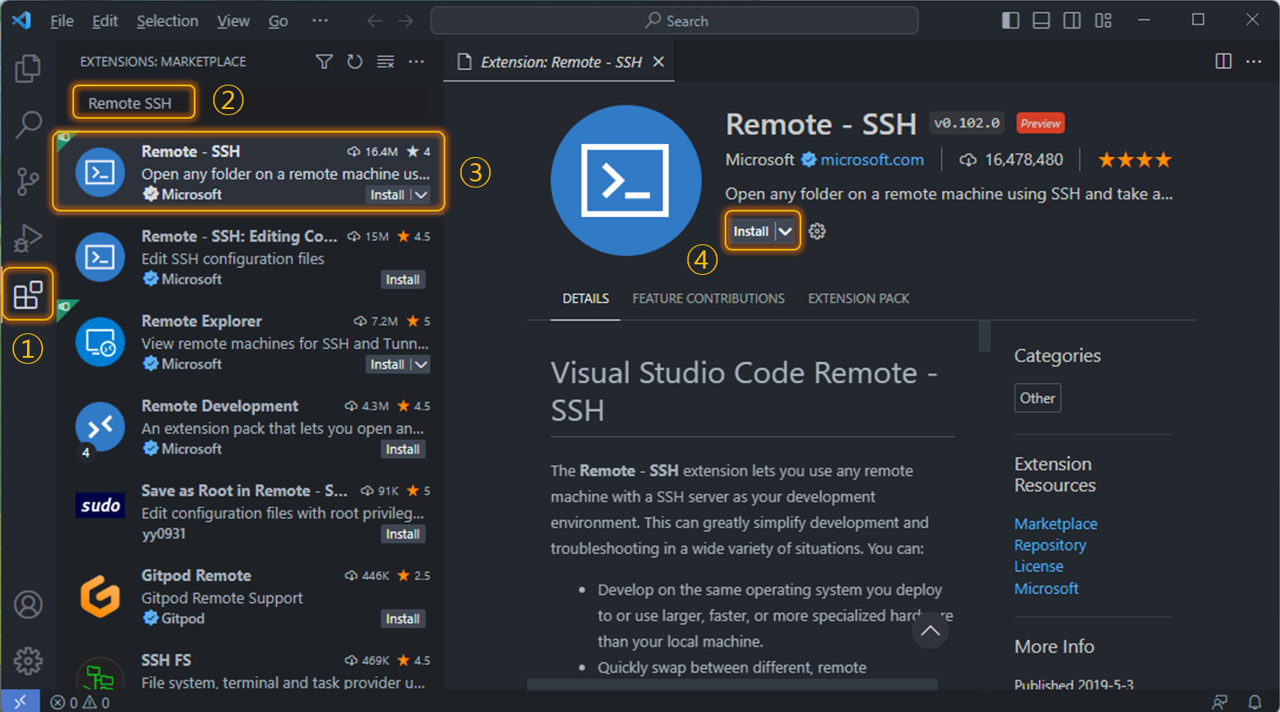 File Edit Selection View Go ··· Search
EXTENSIONS: MARKETPLACE
Extension: Remote - SSH
Remote SSH
②
Remote - SSH 16.4M ★ 4
Open any folder on a remote machine us...
Microsoft Install
③
Remote - SSH: Editing Co... 15M ★ 4.5
Edit SSH configuration files
Microsoft Install
①
Remote Explorer 7.2M ★ 5
View remote machines for SSH and Tunn...
Microsoft Install
Remote Development 4.3M ★ 4.5
An extension pack that lets you open an...
4 Microsoft Install
Save as Root in Remote - S... 91K ★ 5
sudo
Edit configuration files with root privileg...
yy0931 Install
Gitpod Remote 446K ★ 2.5
Gitpod Remote Support
Gitpod Install
SSH FS 469K ★ 4.5
File system, terminal and task provider u...
Remote - SSH v0.102.0 Preview
Microsoft microsoft.com 16,478,480 ★★★★
Open any folder on a remote machine using SSH and take a...
Install
④
DETAILS FEATURE CONTRIBUTIONS EXTENSION PACK
Visual Studio Code Remote -
SSH
The Remote - SSH extension lets you use any remote
machine with a SSH server as your development
environment. This can greatly simplify development and
troubleshooting in a wide variety of situations. You can:
• Develop on the same operating system you deploy
to or use larger, faster, or more specialized hardware
than your local machine.
• Quickly swap between different, remote
Categories
Other
Extension
Resources
Marketplace
Repository
License
Microsoft
More Info
Published 2019-5-3
0 0